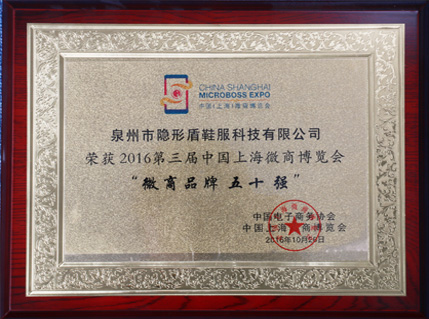 CHINA SHANGHAI
MICROBOSS EXPO
中国(上海)微商博览会
泉州市隐形盾鞋服科技有限公司
荣获2016第三届中国上海微商博览会
“微商品牌 五十强”
中国电子商务协会
中国上海微商博览会
2016年10月26日